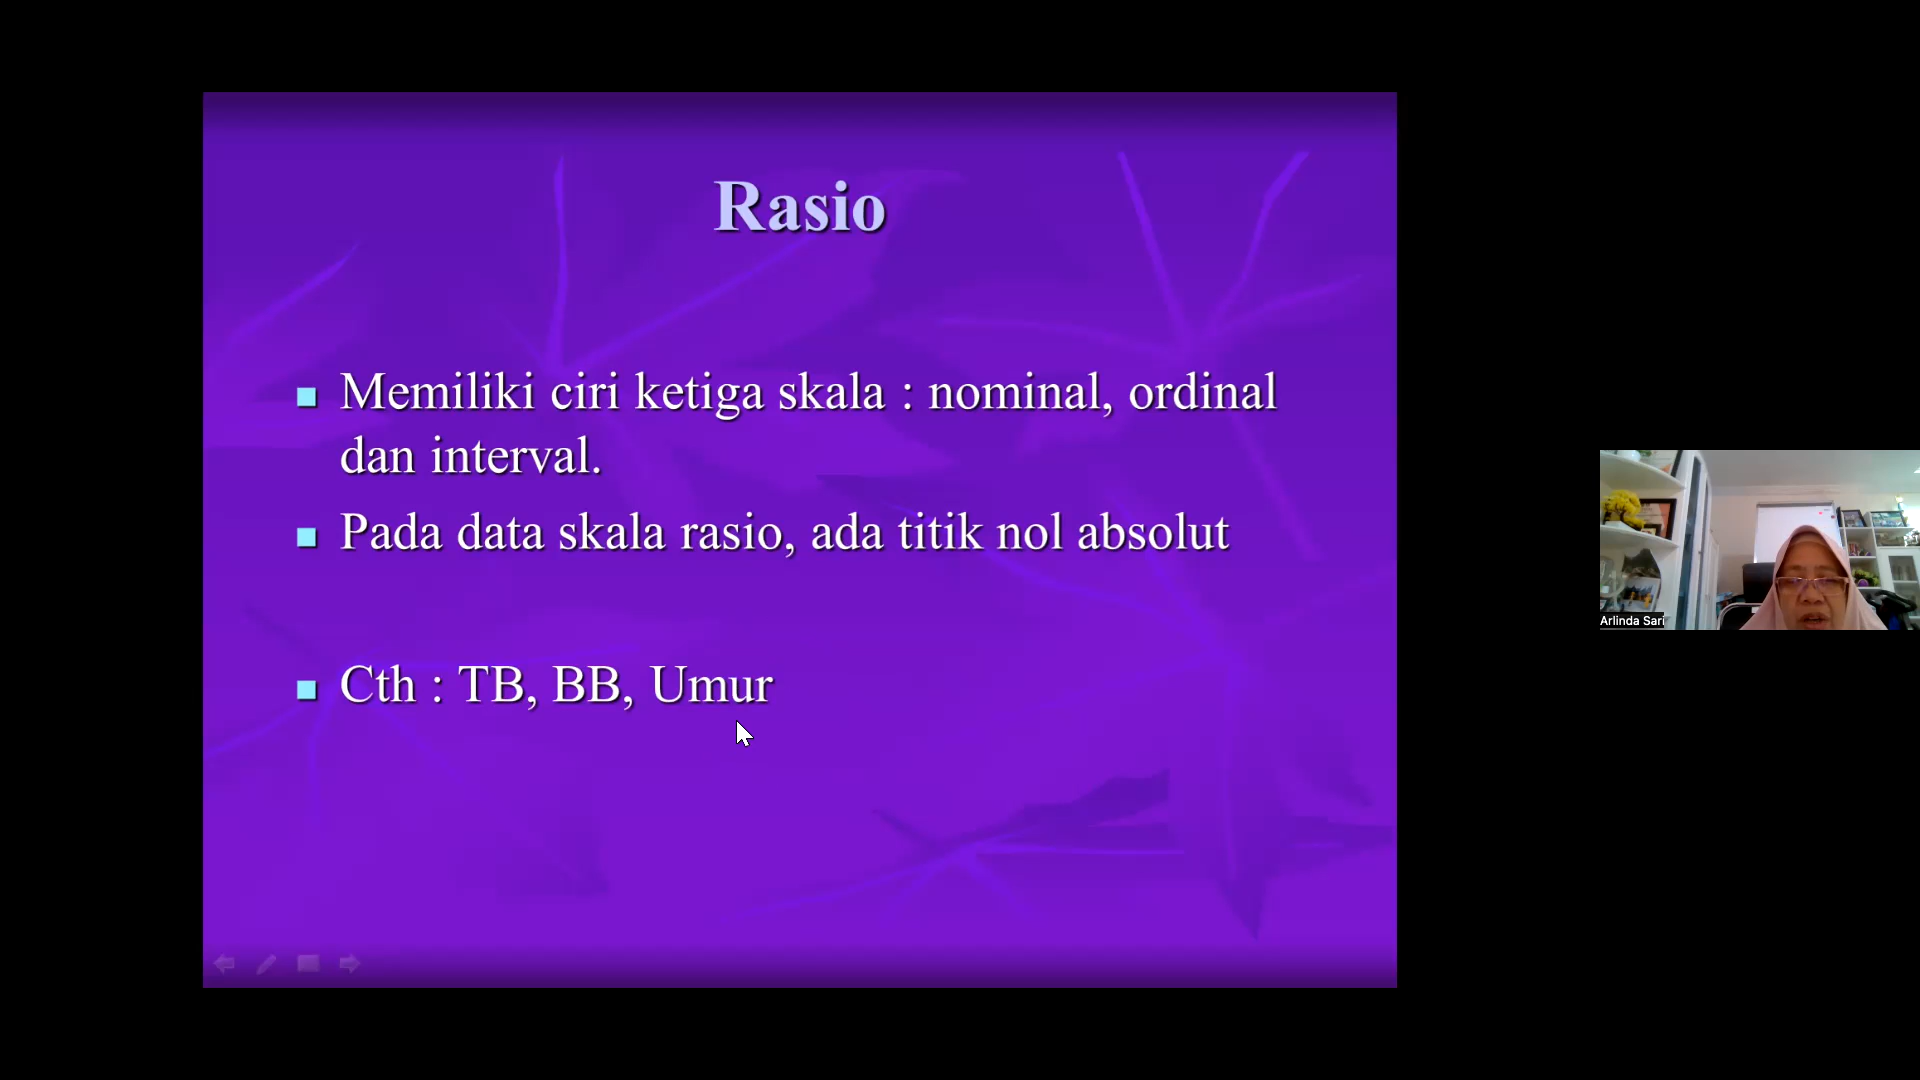 Rasio
Memiliki ciri ketiga skala : nominal, ordinal
dan interval.
Pada data skala rasio, ada titik nol absolut
Cth : TB, BB, Umur
Arlinda Sari